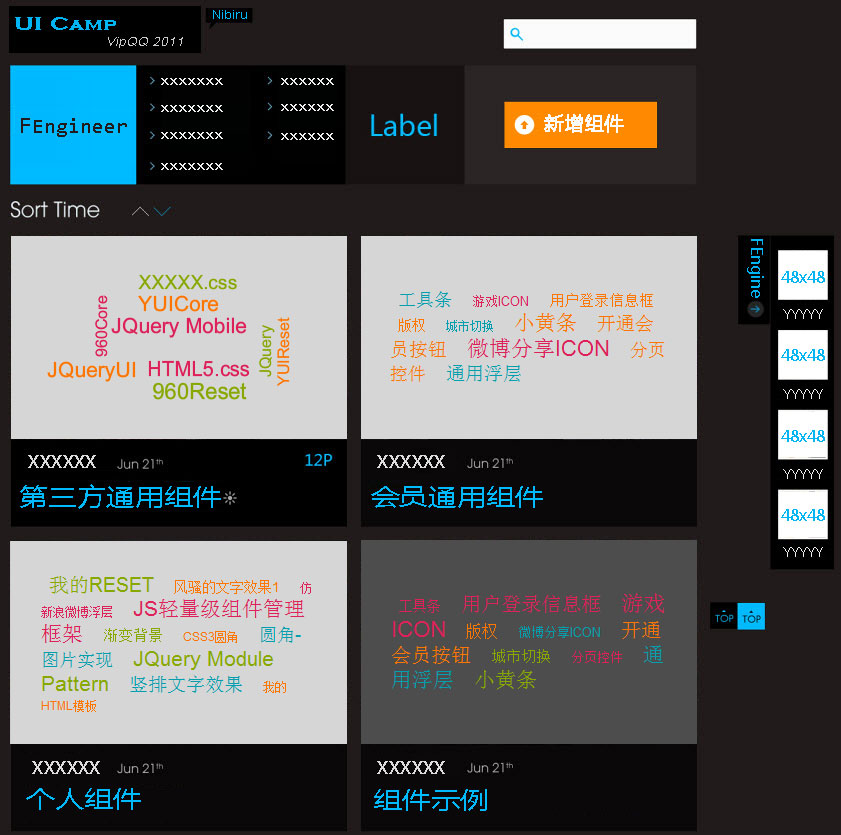 UI Camp
Nibiru
VipQQ 2011
FEngineer
xxxxxxx
xxxxxx
xxxxxxx
xxxxxx
xxxxxxx
xxxxxx
xxxxxxx
Label
新增组件
Sort Time
XXXXX.css
YUICore
960Core
JQuery Mobile
JQuery
YUIReset
JQueryUI
HTML5.css
960Reset
XXXXXX Jun 21th 12P
第三方通用组件
工具条 游戏ICON 用户登录信息框
版权 城市切换 小黄条 开通会
员按钮 微博分享ICON 分页
控件 通用浮层
XXXXXX Jun 21th
会员通用组件
FEngine
48x48
YYYYY
48x48
YYYYY
48x48
YYYYY
48x48
YYYYY
我的RESET 风骚的文字效果1 仿
新浪微博浮层 JS轻量级组件管理
框架 渐变背景 CSS3圆角 圆角-
图片实现 JQuery Module
Pattern 竖排文字效果 我的
HTML模板
XXXXXX Jun 21th
个人组件
工具条 用户登录信息框 游戏
ICON 版权 微博分享ICON 开通
会员按钮 城市切换 分页控件 通
用浮层 小黄条
XXXXXX Jun 21th
组件示例
TOP TOP